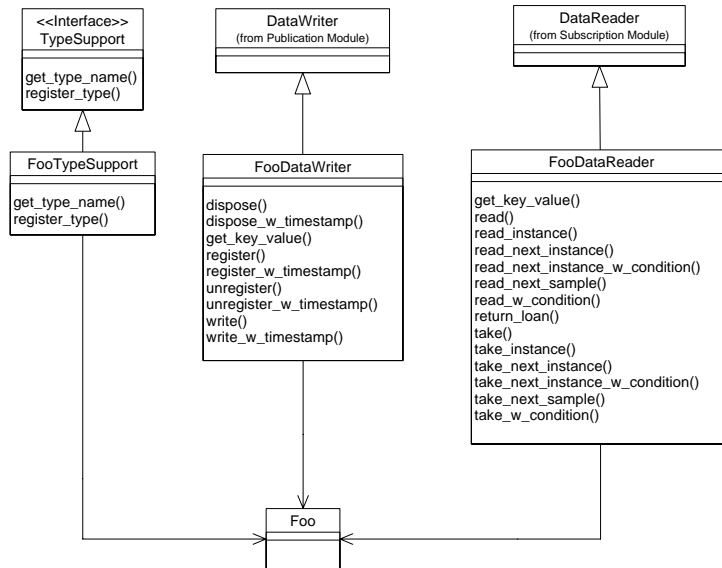 <<Interface>>
TypeSupport
get_type_name()
register_type()
DataWriter
(from Publication Module)
DataReader
(from Subscription Module)
FooTypeSupport
get_type_name()
register_type()
FooDataWriter
dispose()
dispose_w_timestamp()
get_key_value()
register()
register_w_timestamp()
unregister()
unregister_w_timestamp()
write()
write_w_timestamp()
FooDataReader
get_key_value()
read()
read_instance()
read_next_instance()
read_next_instance_w_condition()
read_next_sample()
read_w_condition()
return_loan()
take()
take_instance()
take_next_instance()
take_next_instance_w_condition()
take_next_sample()
take_w_condition()
Foo